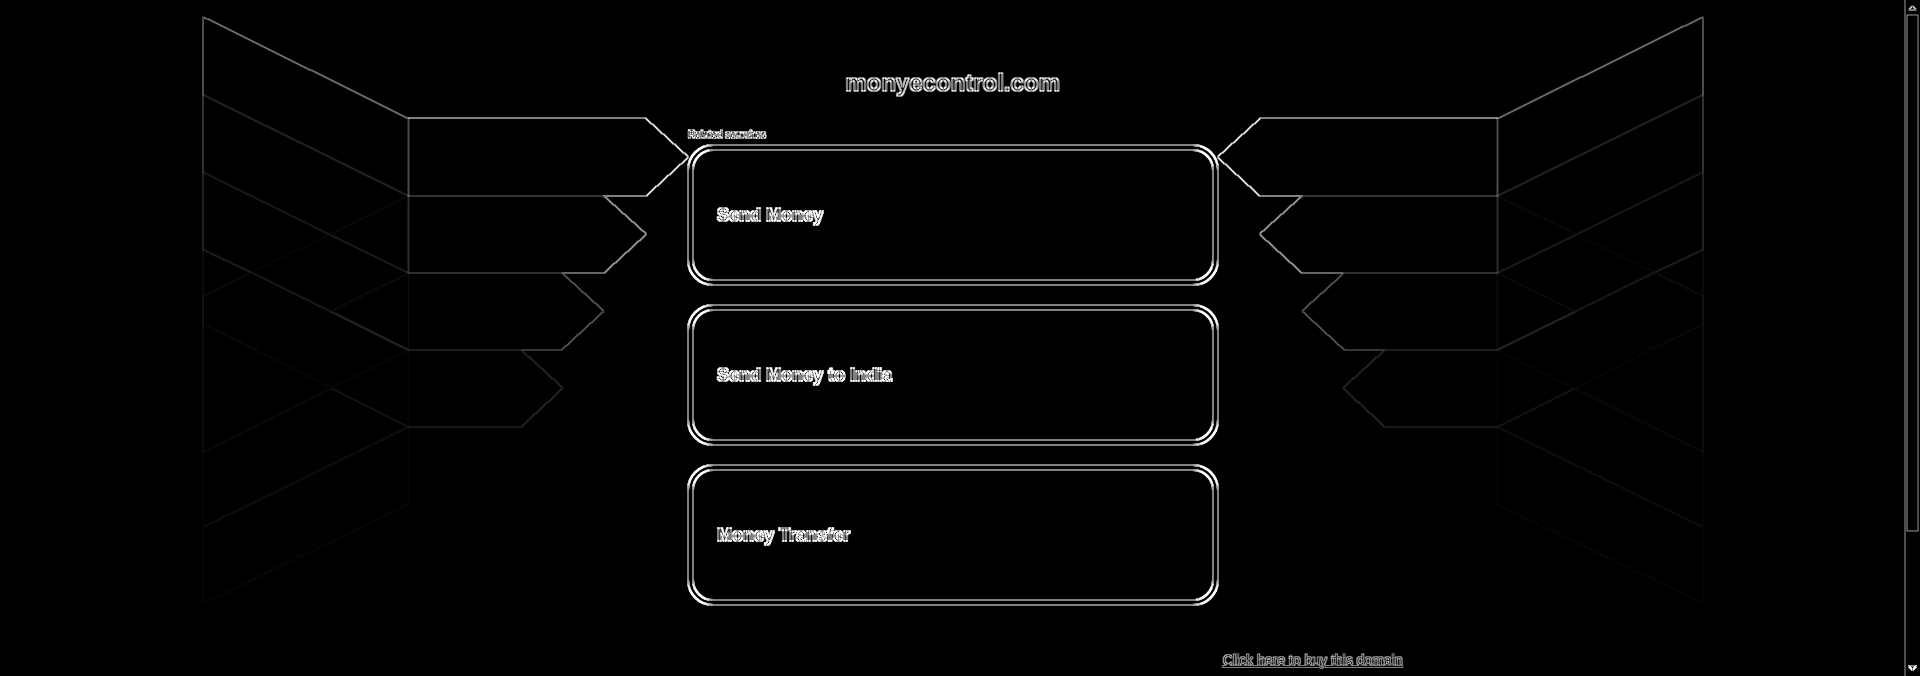 monyecontrol.com
Related searches
Send Money
Send Money to India
Money Transfer
Click here to buy this domain